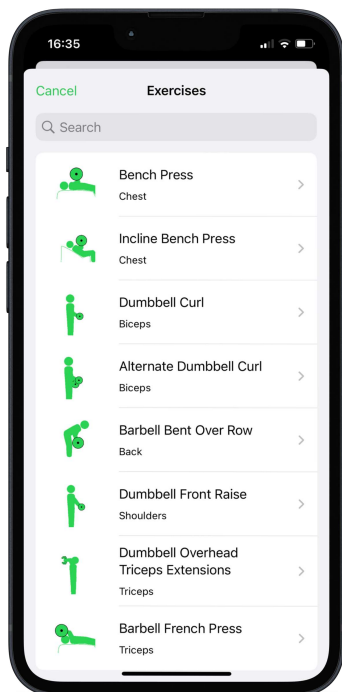 16:35
Cancel
Exercises
Search
Bench Press
Chest
Incline Bench Press
Chest
Dumbbell Curl
Biceps
Alternate Dumbbell Curl
Biceps
Barbell Bent Over Row
Back
Dumbbell Front Raise
Shoulders
Dumbbell Overhead
Triceps Extensions
Triceps
Barbell French Press
Triceps